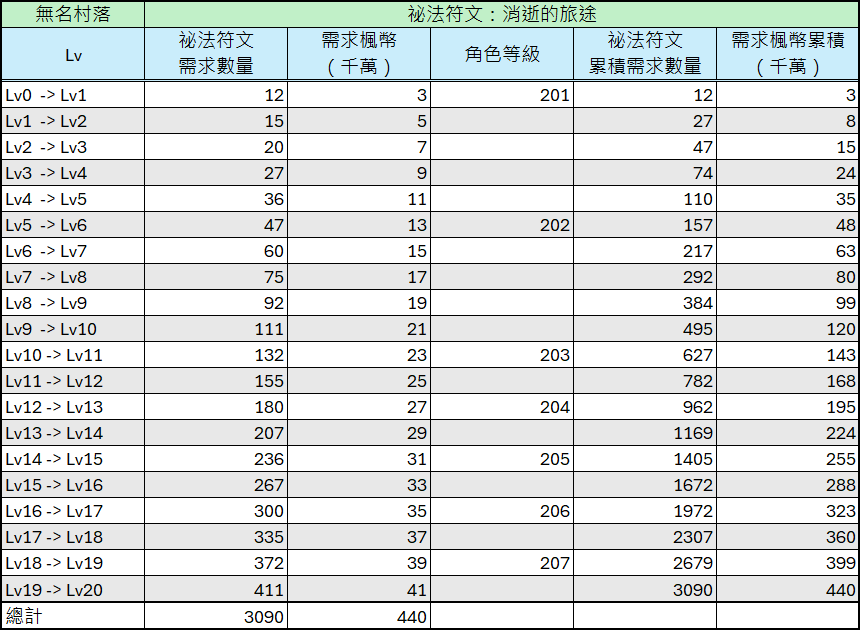 無名村落 祕法符文：消逝的旅途
Lv 祕法符文 需求數量 需求楓幣 （千萬） 角色等級 祕法符文 累積需求數量 需求楓幣累積 （千萬）
Lv0 -> Lv1 12 3 201 12 3
Lv1 -> Lv2 15 5 27 8
Lv2 -> Lv3 20 7 47 15
Lv3 -> Lv4 27 9 74 24
Lv4 -> Lv5 36 11 110 35
Lv5 -> Lv6 47 13 202 157 48
Lv6 -> Lv7 60 15 217 63
Lv7 -> Lv8 75 17 292 80
Lv8 -> Lv9 92 19 384 99
Lv9 -> Lv10 111 21 495 120
Lv10 -> Lv11 132 23 203 627 143
Lv11 -> Lv12 155 25 782 168
Lv12 -> Lv13 180 27 204 962 195
Lv13 -> Lv14 207 29 1169 224
Lv14 -> Lv15 236 31 205 1405 255
Lv15 -> Lv16 267 33 1672 288
Lv16 -> Lv17 300 35 206 1972 323
Lv17 -> Lv18 335 37 2307 360
Lv18 -> Lv19 372 39 207 2679 399
Lv19 -> Lv20 411 41 3090 440
總計 3090 440